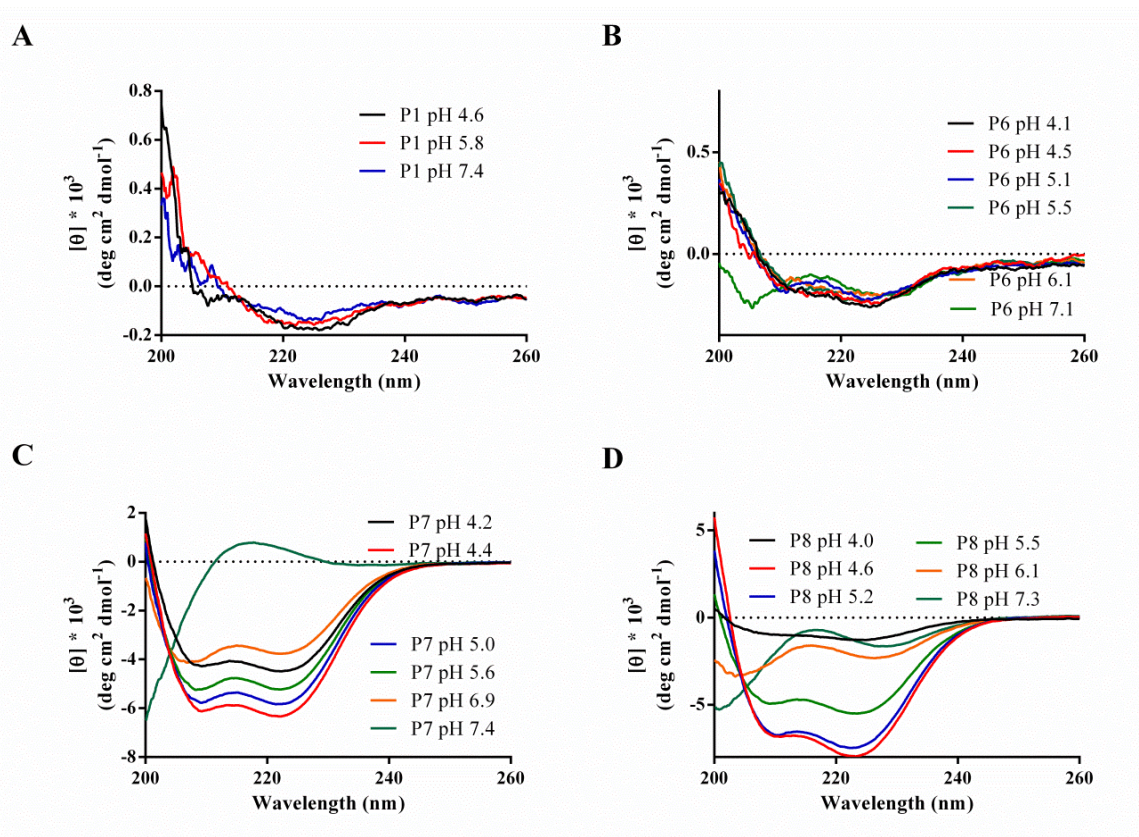 A
0.8
0.6
0.4
0.2
0.0
-0.2
[θ] * 10³
(deg cm² dmol⁻¹)
P1 pH 4.6
P1 pH 5.8
P1 pH 7.4
200
220
240
260
Wavelength (nm)
B
0.5
0.0
[θ] * 10³
(deg cm² dmol⁻¹)
P6 pH 4.1
P6 pH 4.5
P6 pH 5.1
P6 pH 5.5
P6 pH 6.1
P6 pH 7.1
200
220
240
260
Wavelength (nm)
C
2
0
-2
-4
-6
-8
[θ] * 10³
(deg cm² dmol⁻¹)
P7 pH 4.2
P7 pH 4.4
P7 pH 5.0
P7 pH 5.6
P7 pH 6.9
P7 pH 7.4
200
220
240
260
Wavelength (nm)
D
5
0
-5
[θ] * 10³
(deg cm² dmol⁻¹)
P8 pH 4.0
P8 pH 4.6
P8 pH 5.2
P8 pH 5.5
P8 pH 6.1
P8 pH 7.3
200
220
240
260
Wavelength (nm)